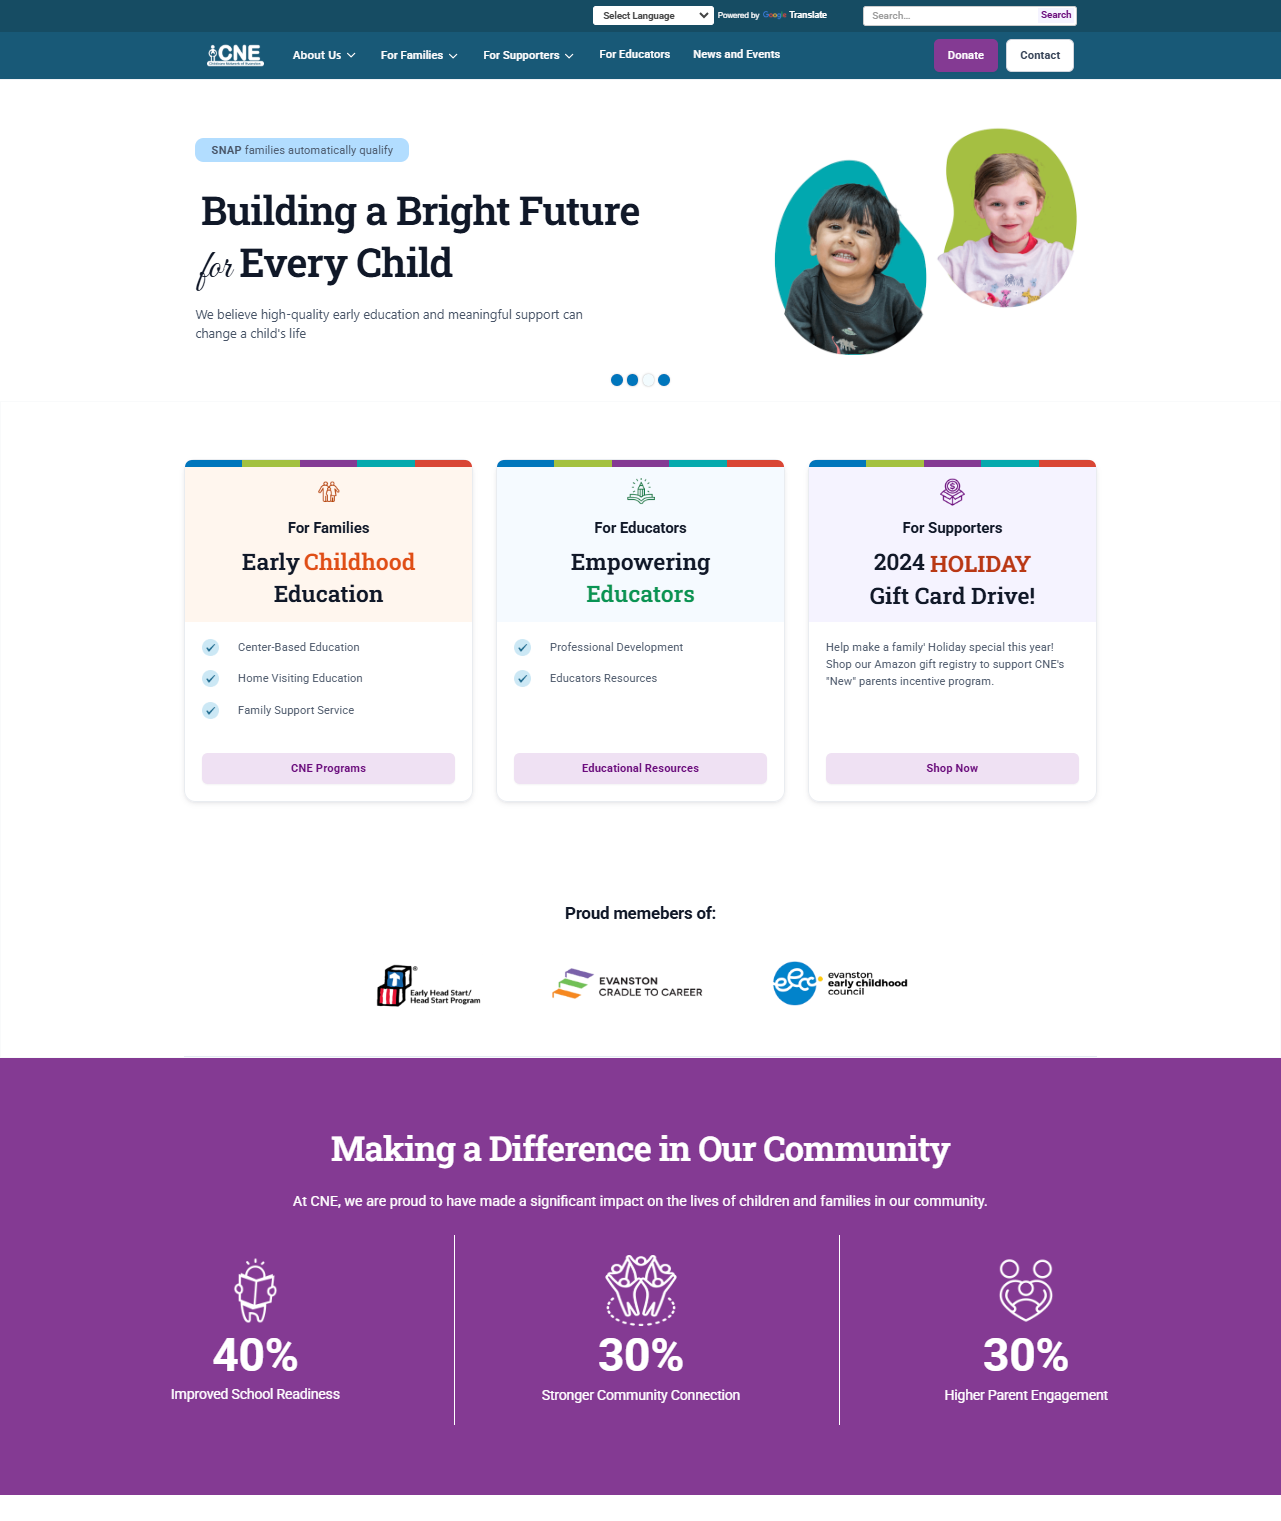 Select Language
Powered by Google Translate
Search...
Search
CNE
About Us
For Families
For Supporters
For Educators
News and Events
Donate
Contact
SNAP families automatically qualify
Building a Bright Future
for Every Child
We believe high-quality early education and meaningful support can
change a child's life
For Families
Early Childhood
Education
Center-Based Education
Home Visiting Education
Family Support Service
CNE Programs
For Educators
Empowering
Educators
Professional Development
Educators Resources
Educational Resources
For Supporters
2024 HOLIDAY
Gift Card Drive!
Help make a family' Holiday special this year!
Shop our Amazon gift registry to support CNE's
"New" parents incentive program.
Shop Now
Proud memebers of:
Early Head Start/
Head Start Program
EVANSTON
CRADLE TO CAREER
eecc
evanston
early childhood
council
Making a Difference in Our Community
At CNE, we are proud to have made a significant impact on the lives of children and families in our community.
40%
Improved School Readiness
30%
Stronger Community Connection
30%
Higher Parent Engagement